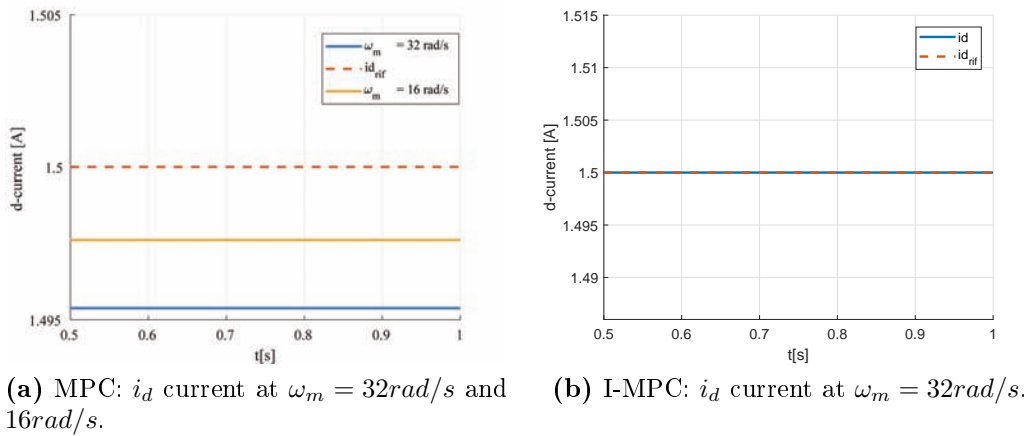 1.505
1.5
1.495
d-current [A]
0.5 0.6 0.7 0.8 0.9 1
t[s]
ωm = 32 rad/s
id_rif
ωm = 16 rad/s
1.515
1.51
1.505
1.5
1.495
1.49
d-current [A]
0.5 0.6 0.7 0.8 0.9 1
t[s]
id
id_rif
(a) MPC: i_d current at ω_m = 32rad/s and
16rad/s.
(b) I-MPC: i_d current at ω_m = 32rad/s.